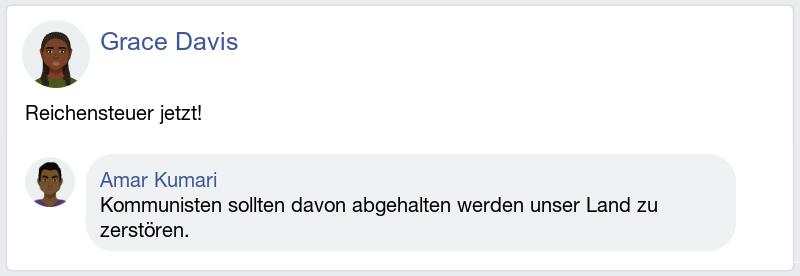 Grace Davis
Reichensteuer jetzt!
Amar Kumari
Kommunisten sollten davon abgehalten werden unser Land zu
zerstören.